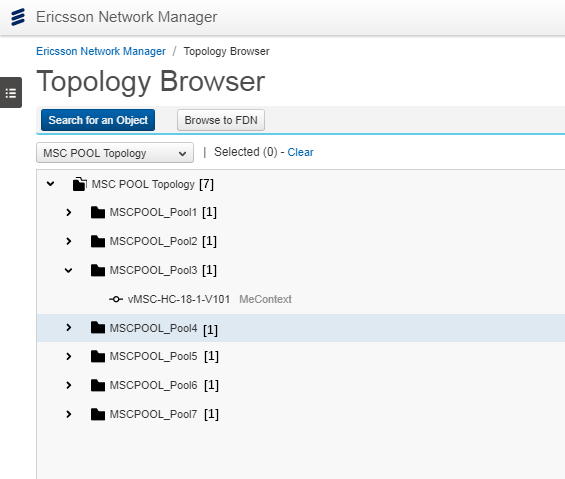 Ericsson Network Manager
Ericsson Network Manager / Topology Browser
Topology Browser
Search for an Object Browse to FDN
MSC POOL Topology | Selected (0) - Clear
MSC POOL Topology [7]
MSCPOOL_Pool1 [1]
MSCPOOL_Pool2 [1]
MSCPOOL_Pool3 [1]
vMSC-HC-18-1-V101 MeContext
MSCPOOL_Pool4 [1]
MSCPOOL_Pool5 [1]
MSCPOOL_Pool6 [1]
MSCPOOL_Pool7 [1]